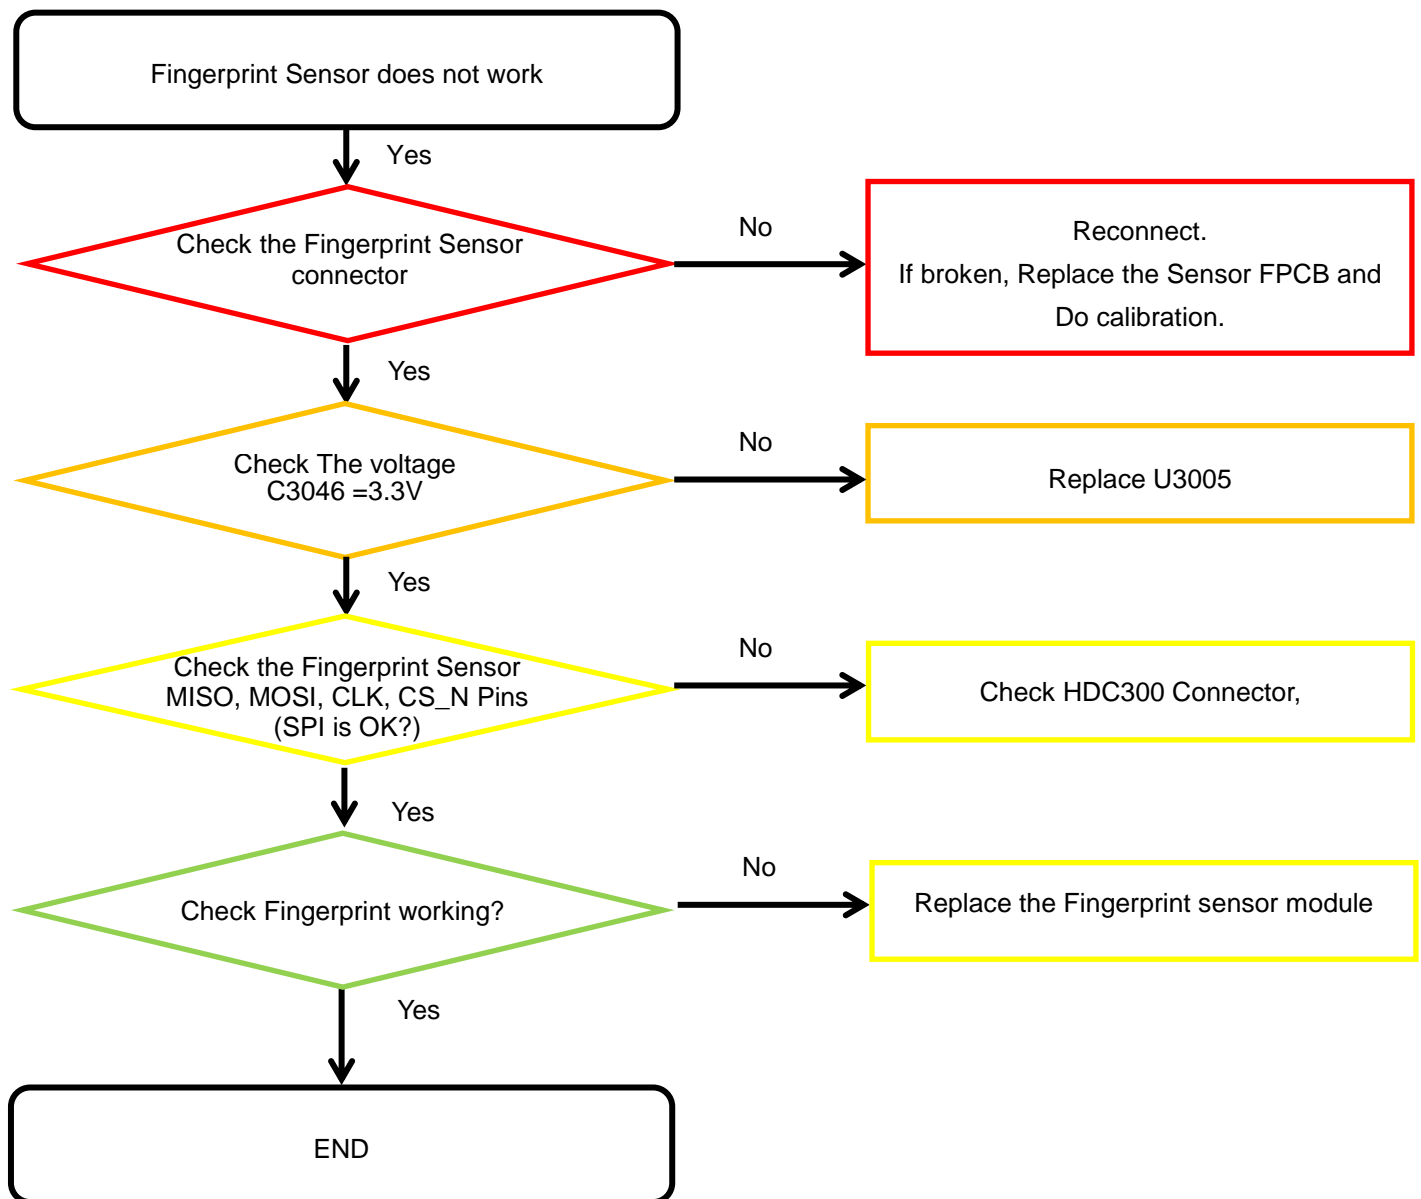 Fingerprint Sensor does not work
Yes
Check the Fingerprint Sensor
connector
No
Reconnect.
If broken, Replace the Sensor FPCB and
Do calibration.
Yes
Check The voltage
C3046 =3.3V
No
Replace U3005
Yes
Check the Fingerprint Sensor
MISO, MOSI, CLK, CS_N Pins
(SPI is OK?)
No
Check HDC300 Connector,
Yes
Check Fingerprint working?
No
Replace the Fingerprint sensor module
Yes
END